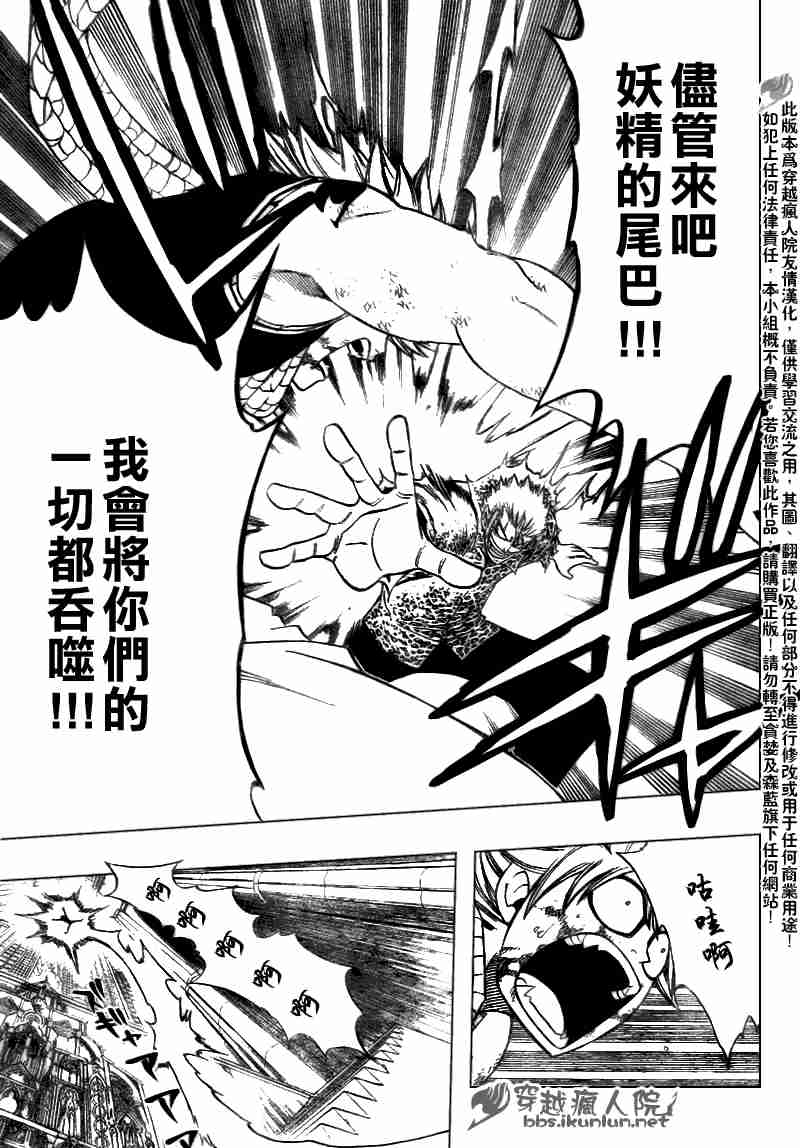 儘管來吧
妖精的尾巴
!!!
我會將你們的
一切都吞噬
!!!
咕哇啊
啊
啊
啊
啊
啊
ギャアアア
此版本爲穿越瘋人院友情漢化，僅供學習交流之用，其圖、翻譯以及任何部分不得進行修改或用于任何商業用途！
如犯上任何法律責任，本小組概不負責。若您喜歡此作品，請購買正版！請勿轉至貪婪及森藍旗下任何網站！
穿越瘋人院
bbs.ikunlun.net